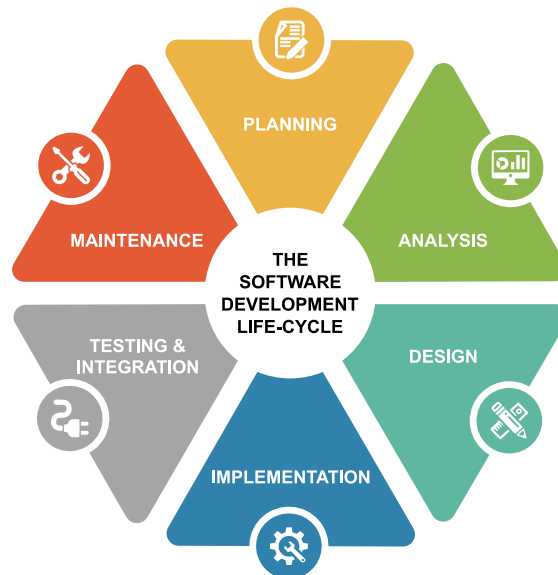 PLANNING
ANALYSIS
DESIGN
IMPLEMENTATION
TESTING &
INTEGRATION
MAINTENANCE
THE
SOFTWARE
DEVELOPMENT
LIFE-CYCLE